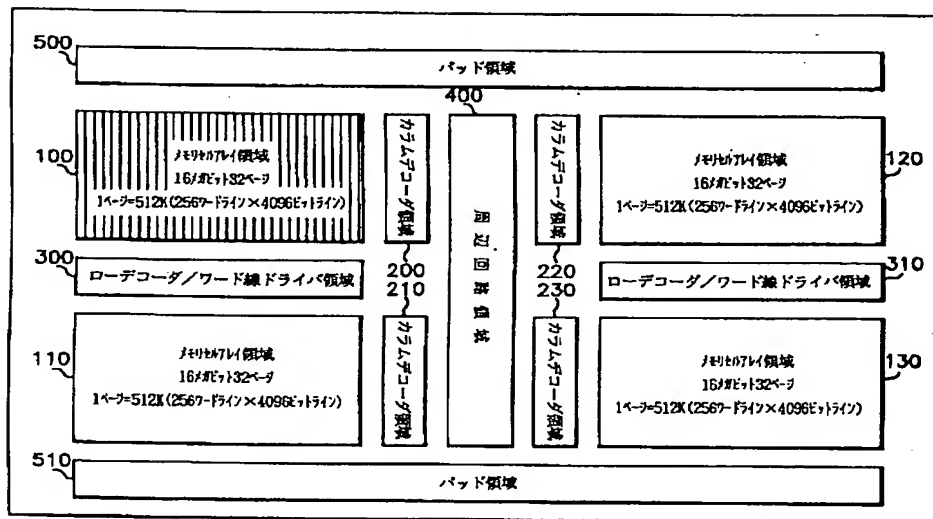 500
パッド領域
400
100
メモリセルアレイ領域
16メガビット32ページ
1ページ=512K(256ワードライン×4096ビットライン)
カラムデコーダ領域
周辺回路領域
カラムデコーダ領域
メモリセルアレイ領域
16メガビット32ページ
1ページ=512K(256ワードライン×4096ビットライン)
120
300
ローデコーダ/ワード線ドライバ領域
200
210
220
230
ローデコーダ/ワード線ドライバ領域
310
110
メモリセルアレイ領域
16メガビット32ページ
1ページ=512K(256ワードライン×4096ビットライン)
カラムデコーダ領域
カラムデコーダ領域
メモリセルアレイ領域
16メガビット32ページ
1ページ=512K(256ワードライン×4096ビットライン)
130
510
パッド領域